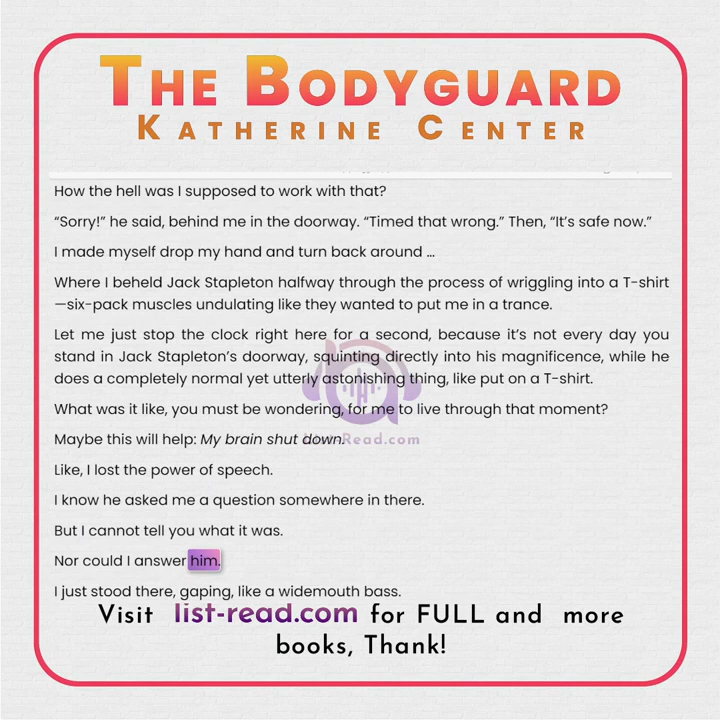 THE BODYGUARD
KATHERINE CENTER
How the hell was I supposed to work with that?
“Sorry!” he said, behind me in the doorway. “Timed that wrong.” Then, “It’s safe now.”
I made myself drop my hand and turn back around ...
Where I beheld Jack Stapleton halfway through the process of wriggling into a T-shirt
—six-pack muscles undulating like they wanted to put me in a trance.
Let me just stop the clock right here for a second, because it’s not every day you
stand in Jack Stapleton’s doorway, squinting directly into his magnificence, while he
does a completely normal yet utterly astonishing thing, like put on a T-shirt.
What was it like, you must be wondering, for me to live through that moment?
Maybe this will help: My brain shut down.
Like, I lost the power of speech.
I know he asked me a question somewhere in there.
But I cannot tell you what it was.
Nor could I answer him.
I just stood there, gaping, like a widemouth bass.
Visit list-read.com for FULL and more
books, Thank!